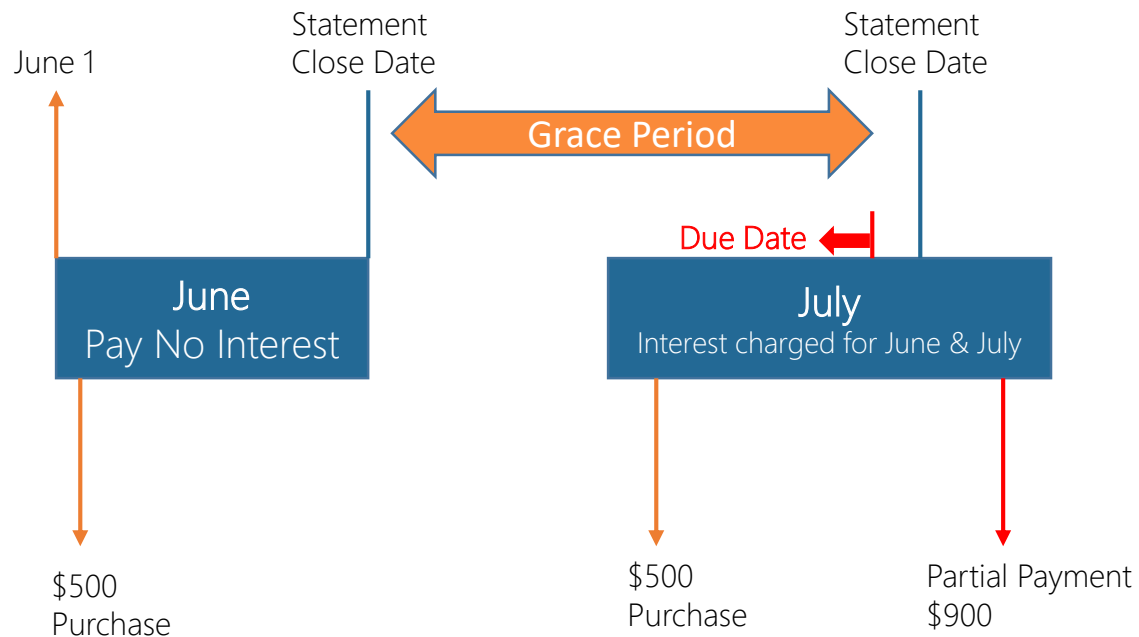 June 1
Statement
Close Date
Statement
Close Date
Grace Period
Due Date
June
Pay No Interest
July
Interest charged for June & July
$500
Purchase
$500
Purchase
Partial Payment
$900